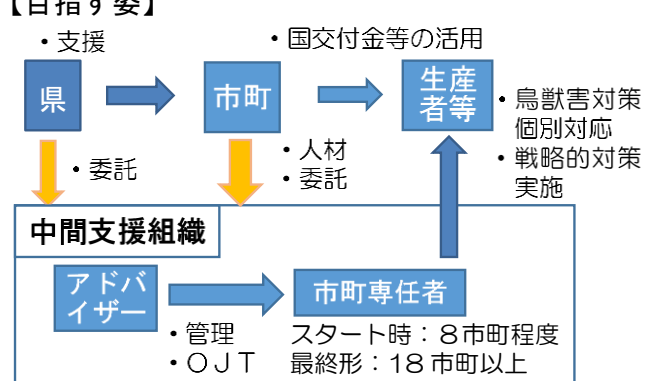 【目指す姿】
・支援
・国交付金等の活用
県
市町
生産
者等
・鳥獣害対策
個別対応
・戦略的対策
実施
・委託
・人材
・委託
中間支援組織
アドバ
イザー
市町専任者
・管理
・ＯＪＴ
スタート時：８市町程度
最終形：18市町以上